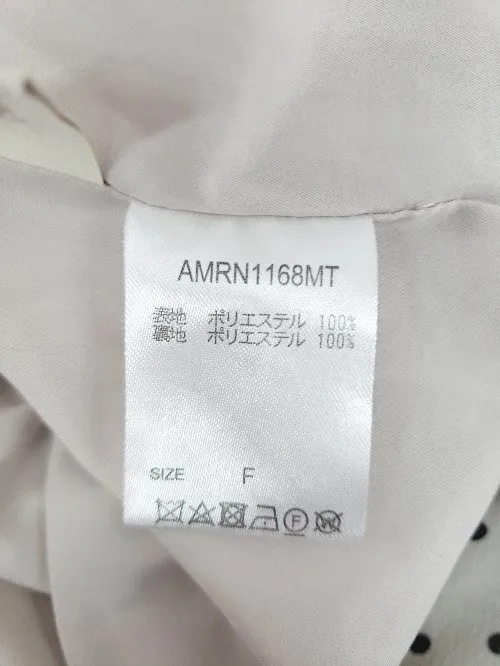 AMRN1168MT
表地 ポリエステル 100%
裏地 ポリエステル 100%
SIZE F
F W